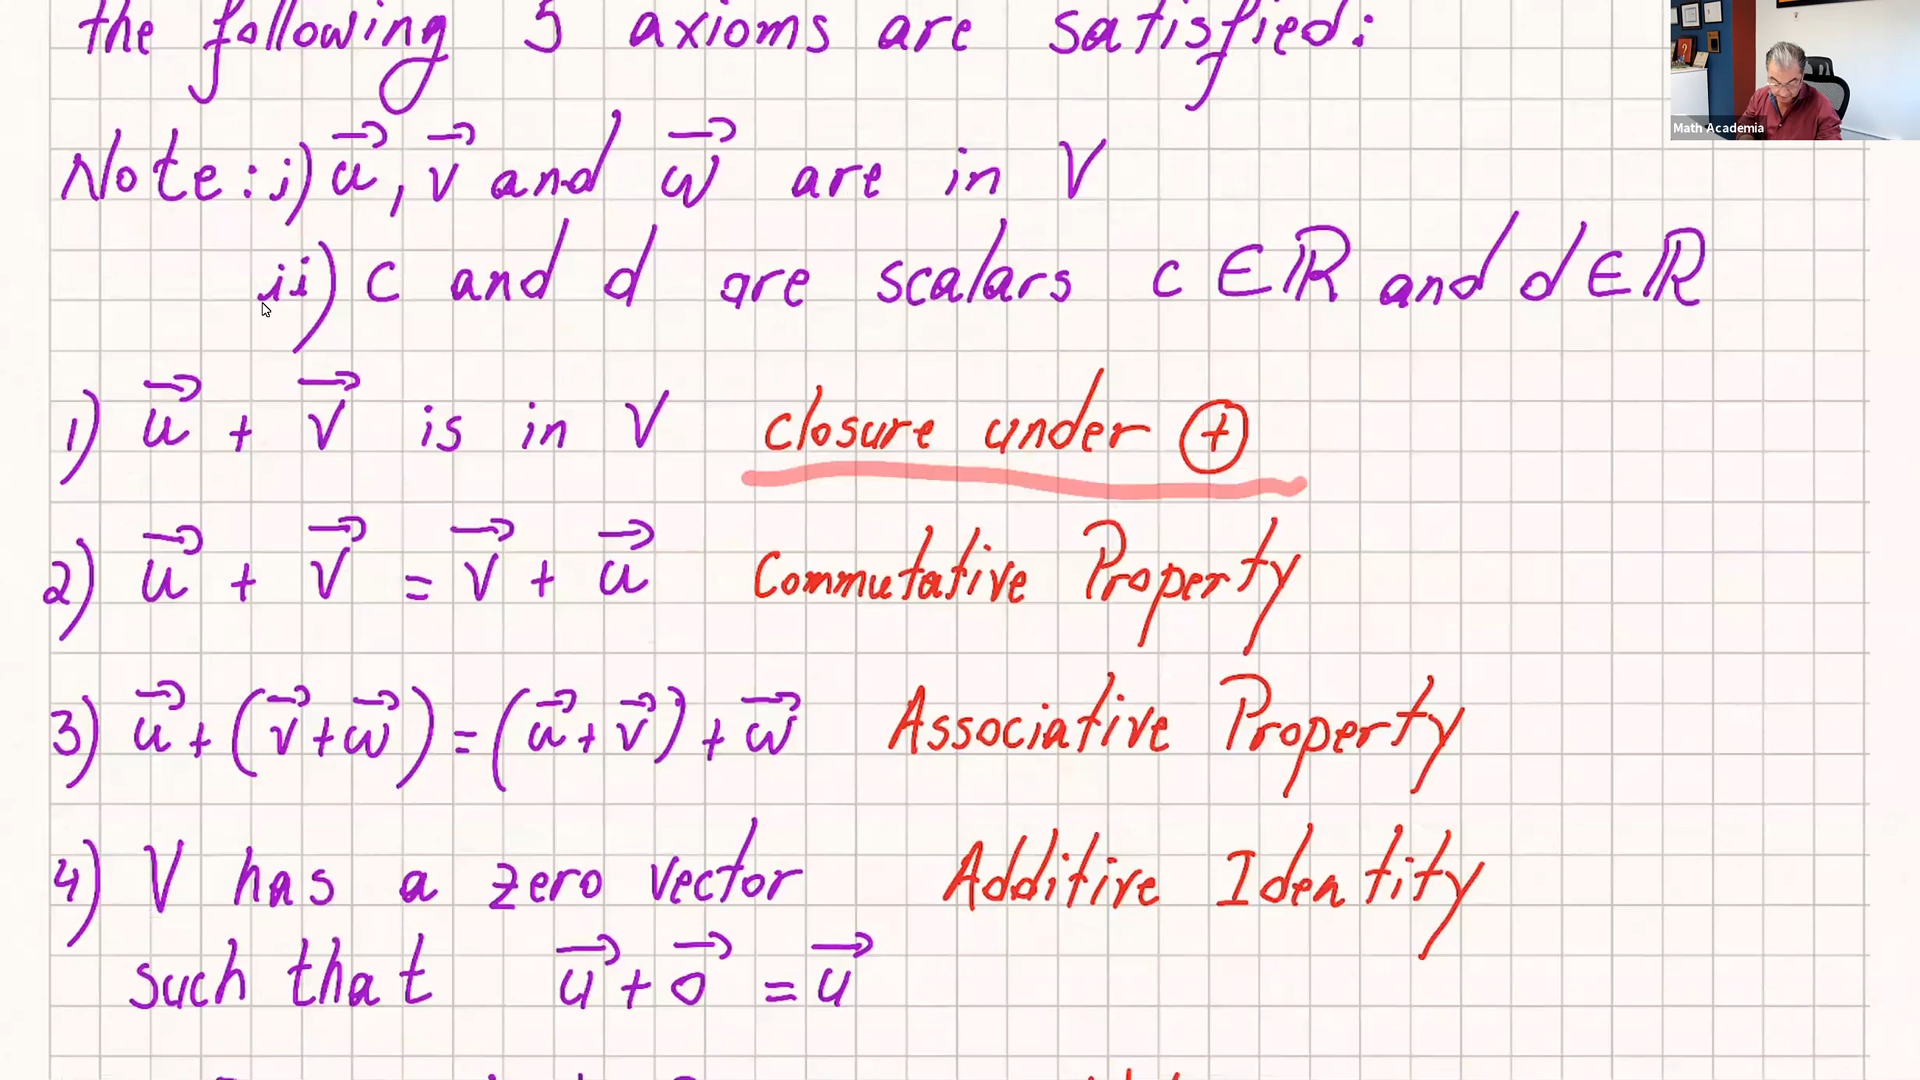 the following 5 axioms are satisfied:
Math Academia
Note: i) u⃗, v⃗ and w⃗ are in V
ii) c and d are scalars c ∈ ℝ and d ∈ ℝ
1) u⃗ + v⃗ is in V closure under ⊕
2) u⃗ + v⃗ = v⃗ + u⃗ Commutative Property
3) u⃗ + (v⃗ + w⃗) = (u⃗ + v⃗) + w⃗ Associative Property
4) V has a zero vector Additive Identity
such that u⃗ + 0⃗ = u⃗